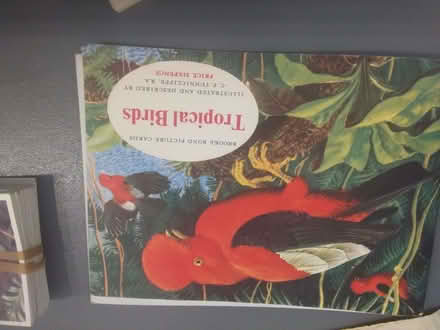 BROOKE BOND PICTURE CARDS
Tropical Birds
ILLUSTRATED AND DESCRIBED BY
C. F. TUNNICLIFFE, R.A.
PRICE SIXPENCE